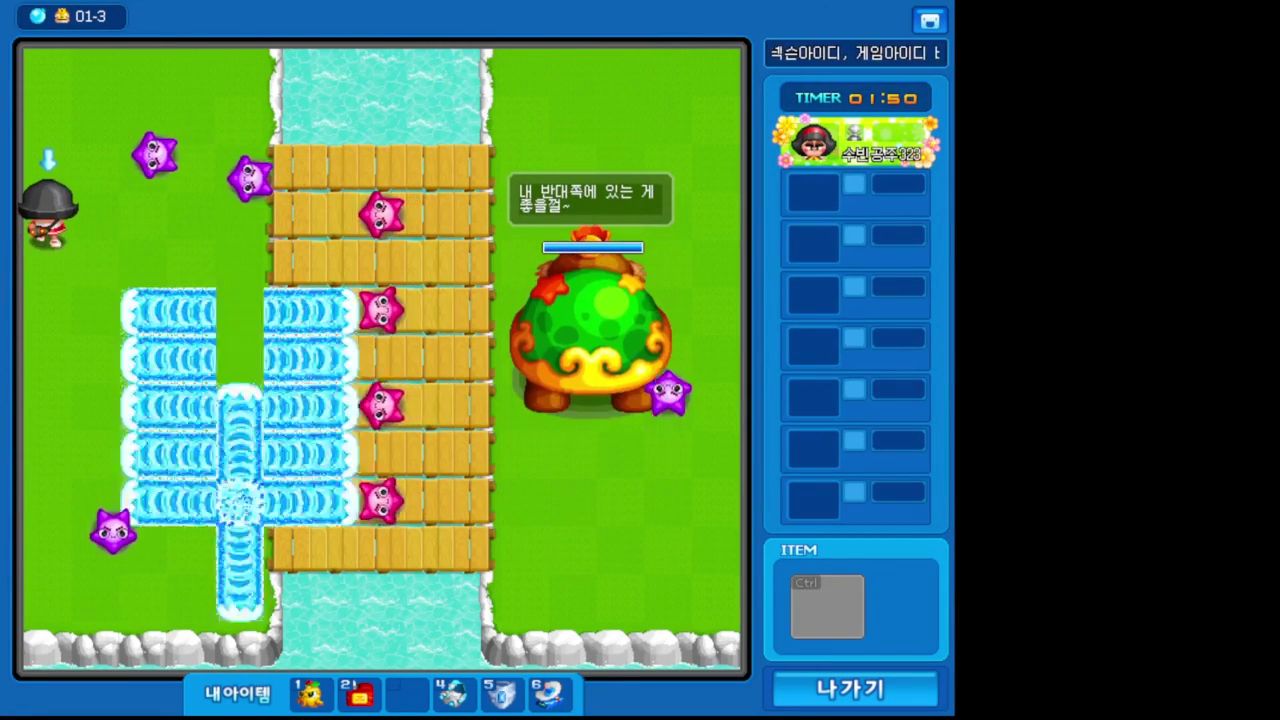 01-3
넥슨아이디, 게임아이디 ㅂ
TIMER 01:50
수빈공주323
내 반대쪽에 있는 게
좋을걸~
ITEM
Ctrl
내아이템
1
2
4
5
6
나가기